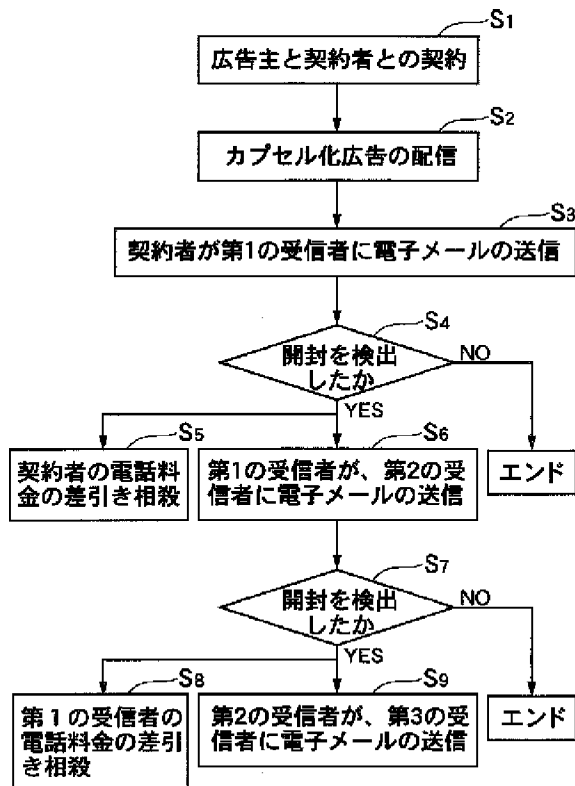 S1
広告主と契約者との契約
S2
カプセル化広告の配信
S3
契約者が第1の受信者に電子メールの送信
S4
開封を検出
したか
NO
YES
S5
契約者の電話料
金の差引き相殺
S6
第1の受信者が、第2の受
信者に電子メールの送信
エンド
S7
開封を検出
したか
NO
YES
S8
第1の受信者の
電話料金の差引
き相殺
S9
第2の受信者が、第3の受
信者に電子メールの送信
エンド